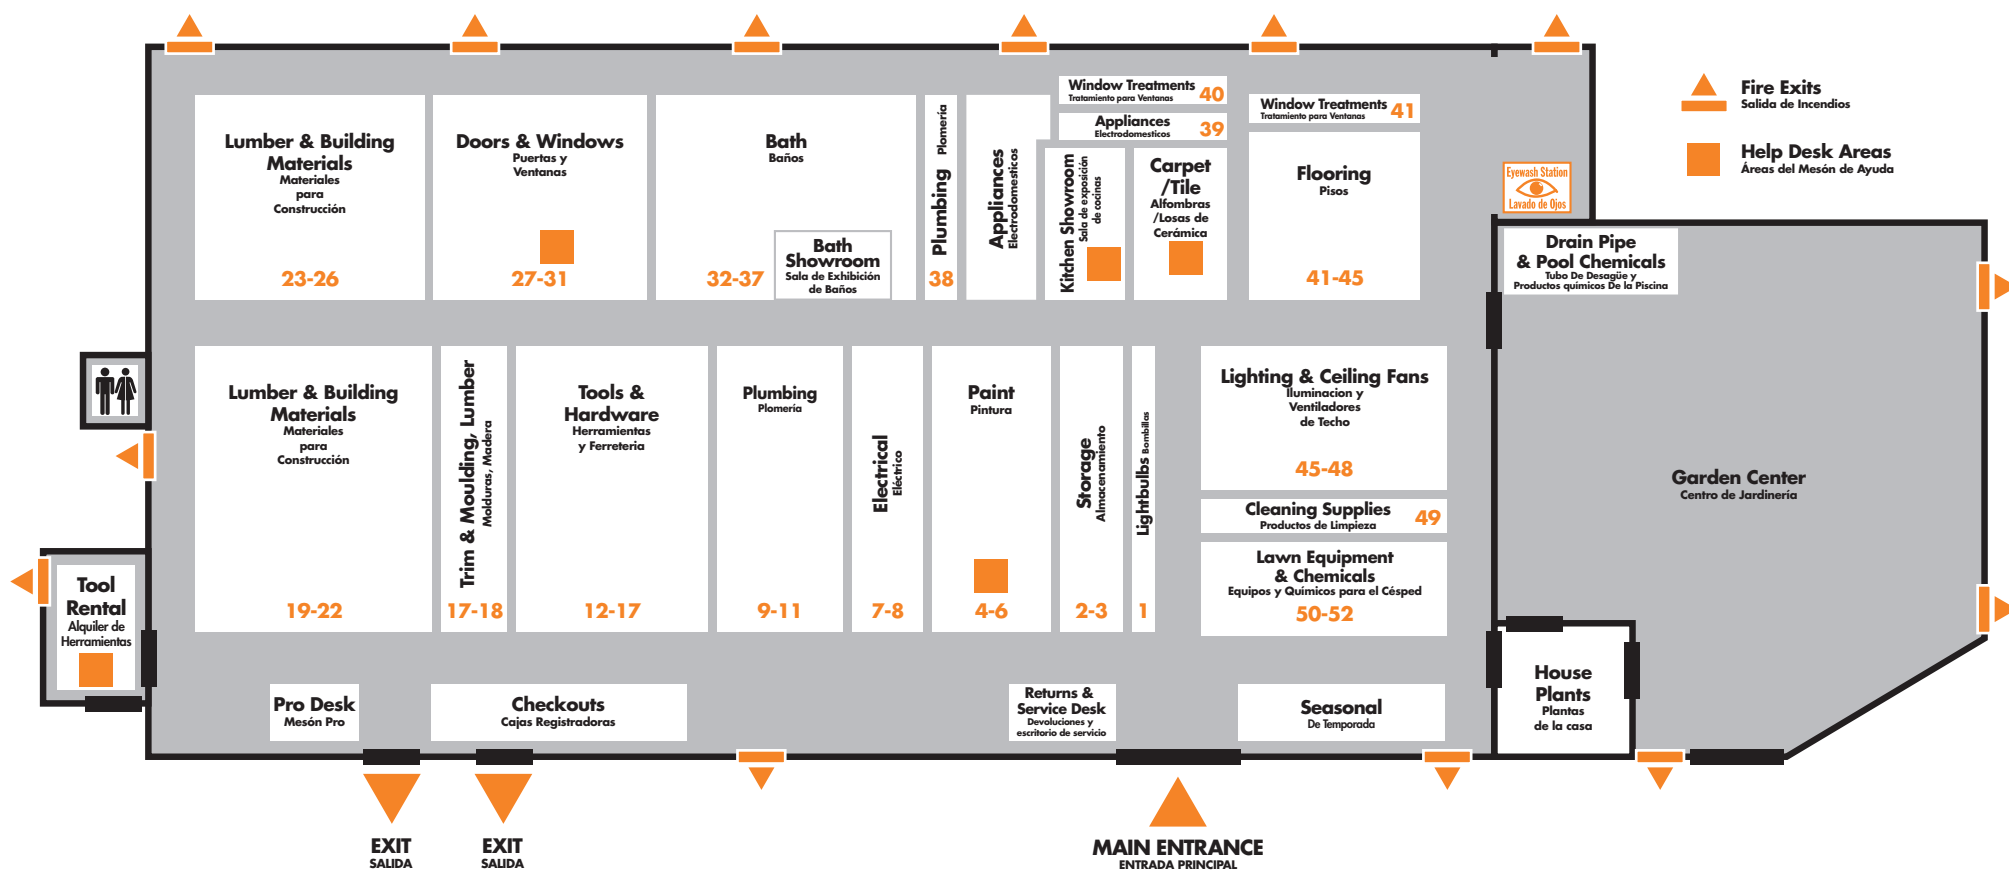 Fire Exits
Salida de Incendios
Help Desk Areas
Áreas del Mesón de Ayuda
Lumber & Building
Materials
Materiales
para
Construcción
23-26
Doors & Windows
Puertas y
Ventanas
27-31
Bath
Baños
32-37
Bath
Showroom
Sala de Exhibición
de Baños
Plumbing Plomería
38
Appliances
Electrodomesticos
Window Treatments
Tratamiento para Ventanas
40
Appliances
Electrodomesticos
39
Kitchen Showroom
Sala de exposición
de cocinas
Carpet
/Tile
Alfombras
/Losas de
Cerámica
Window Treatments
Tratamiento para Ventanas
41
Flooring
Pisos
41-45
Eyewash Station
Lavado de Ojos
Drain Pipe
& Pool Chemicals
Tubo De Desagüe y
Productos químicos De la Piscina
Lumber & Building
Materials
Materiales
para
Construcción
19-22
Trim & Moulding, Lumber
Molduras, Madera
17-18
Tools &
Hardware
Herramientas
y Ferreteria
12-17
Plumbing
Plomería
9-11
Electrical
Eléctrico
7-8
Paint
Pintura
4-6
Storage
Almacenamiento
2-3
Lightbulbs Bombillas
1
Lighting & Ceiling Fans
Iluminacion y
Ventiladores
de Techo
45-48
Cleaning Supplies
Productos de Limpieza
49
Lawn Equipment
& Chemicals
Equipos y Químicos para el Césped
50-52
Garden Center
Centro de Jardinería
Tool
Rental
Alquiler de
Herramientas
Pro Desk
Mesón Pro
Checkouts
Cajas Registradoras
Returns &
Service Desk
Devoluciones y
escritorio de servicio
Seasonal
De Temporada
House
Plants
Plantas
de la casa
EXIT
SALIDA
EXIT
SALIDA
MAIN ENTRANCE
ENTRADA PRINCIPAL